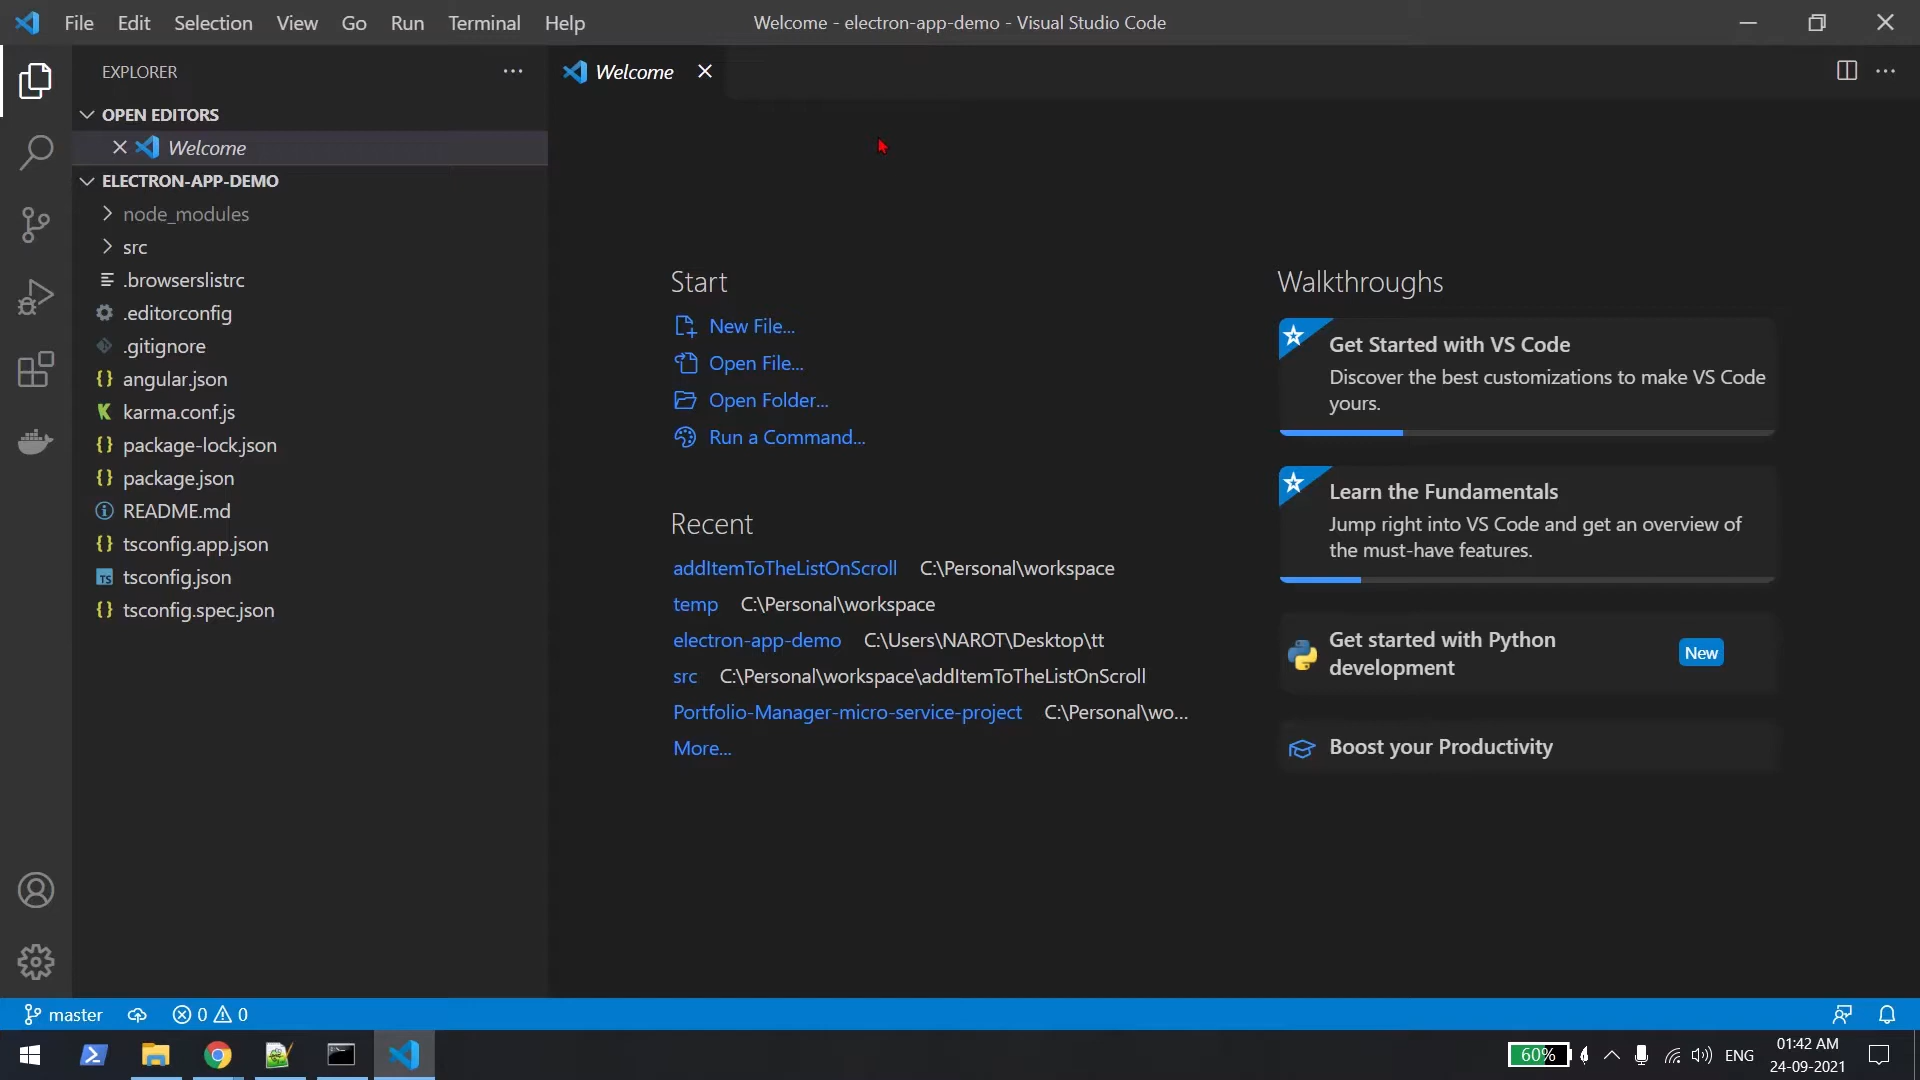 File Edit Selection View Go Run Terminal Help
Welcome - electron-app-demo - Visual Studio Code
EXPLORER
Welcome
OPEN EDITORS
Welcome
ELECTRON-APP-DEMO
node_modules
src
.browserslistrc
.editorconfig
.gitignore
angular.json
karma.conf.js
package-lock.json
package.json
README.md
tsconfig.app.json
tsconfig.json
tsconfig.spec.json
Start
New File...
Open File...
Open Folder...
Run a Command...
Recent
addItemToTheListOnScroll C:\Personal\workspace
temp C:\Personal\workspace
electron-app-demo C:\Users\NAROT\Desktop\tt
src C:\Personal\workspace\addItemToTheListOnScroll
Portfolio-Manager-micro-service-project C:\Personal\wo...
More...
Walkthroughs
Get Started with VS Code
Discover the best customizations to make VS Code
yours.
Learn the Fundamentals
Jump right into VS Code and get an overview of
the must-have features.
Get started with Python
development
New
Boost your Productivity
master 0 0
60% ENG
01:42 AM
24-09-2021